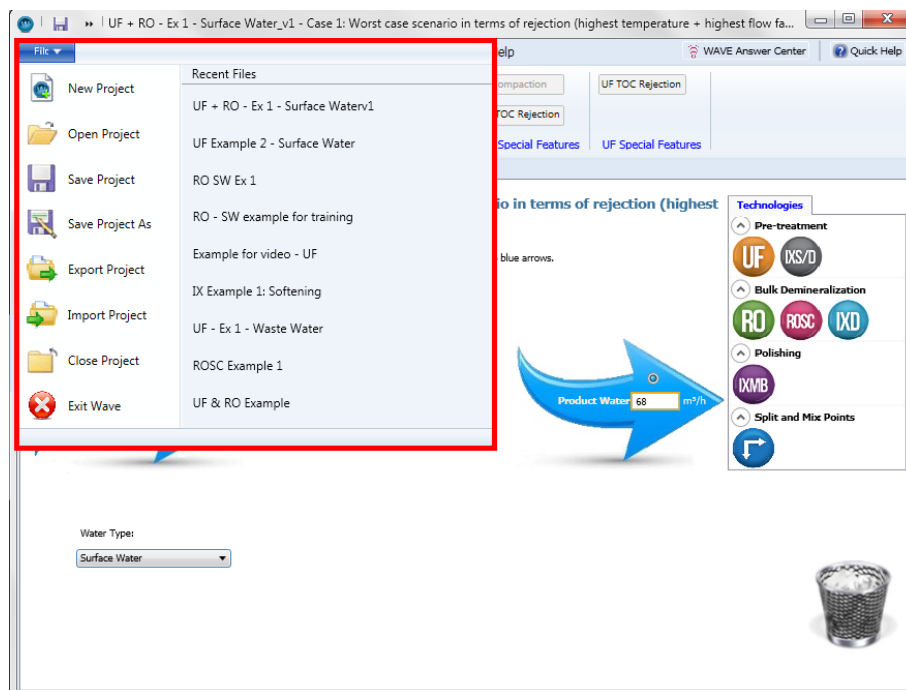 UF + RO - Ex 1 - Surface Water_v1 - Case 1: Worst case scenario in terms of rejection (highest temperature + highest flow fa...
File
elp
WAVE Answer Center
Quick Help
New Project
Open Project
Save Project
Save Project As
Export Project
Import Project
Close Project
Exit Wave
Recent Files
UF + RO - Ex 1 - Surface Waterv1
UF Example 2 - Surface Water
RO SW Ex 1
RO - SW example for training
Example for video - UF
IX Example 1: Softening
UF - Ex 1 - Waste Water
ROSC Example 1
UF & RO Example
ompaction
UF TOC Rejection
TOC Rejection
Special Features
UF Special Features
io in terms of rejection (highest
blue arrows.
Product Water 68 m³/h
Technologies
Pre-treatment
UF IXS/D
Bulk Demineralization
RO ROSC IXD
Polishing
IXMB
Split and Mix Points
Water Type:
Surface Water